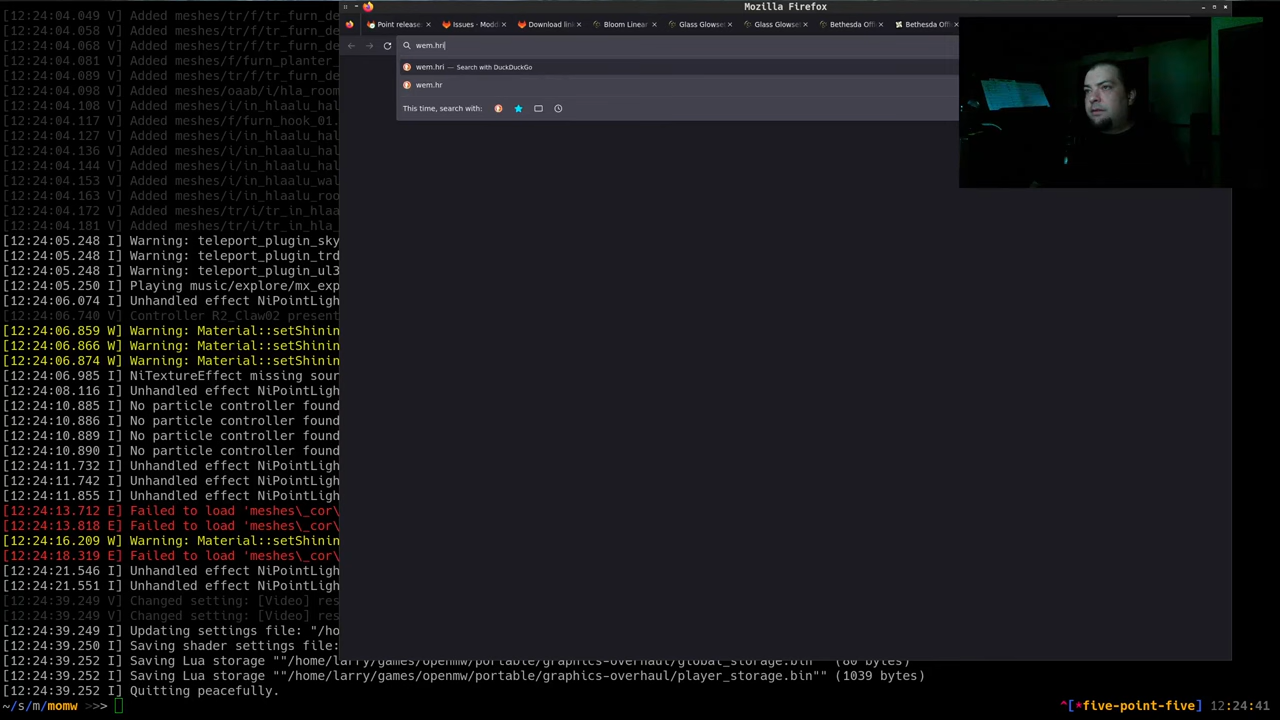 [12:24:04.049 V] Added meshes/tr/f/tr_furn_de
[12:24:04.058 V] Added meshes/tr/f/tr_furn_de
[12:24:04.068 V] Added meshes/tr/f/tr_furn_de
[12:24:04.081 V] Added meshes/f/furn_planter_
[12:24:04.091 V] Added meshes/tr/f/tr_furn_de
[12:24:04.098 V] Added meshes/oaab/i/hla_room
[12:24:04.108 V] Added meshes/i/in_hlaalu_hal
[12:24:04.117 V] Added meshes/f/furn_hook_01.
[12:24:04.127 V] Added meshes/i/in_hlaalu_hal
[12:24:04.136 V] Added meshes/i/in_hlaalu_hal
[12:24:04.144 V] Added meshes/i/in_hlaalu_hal
[12:24:04.153 V] Added meshes/i/in_hlaalu_wal
[12:24:04.163 V] Added meshes/i/in_hlaalu_roo
[12:24:04.172 V] Added meshes/tr/i/tr_in_hlaa
[12:24:04.181 V] Added meshes/tr/i/tr_in_hla_
[12:24:05.248 I] Warning: teleport_plugin_sky
[12:24:05.248 I] Warning: teleport_plugin_trd
[12:24:05.248 I] Warning: teleport_plugin_ul3
[12:24:05.250 I] Playing music/explore/mx_exp
[12:24:06.074 I] Unhandled effect NiPointLigh
[12:24:06.740 V] Controller R2_Claw02 present
[12:24:06.859 W] Warning: Material::setShinin
[12:24:06.866 W] Warning: Material::setShinin
[12:24:06.874 W] Warning: Material::setShinin
[12:24:06.985 I] NiTextureEffect missing sour
[12:24:08.116 I] Unhandled effect NiPointLigh
[12:24:10.885 I] No particle controller found
[12:24:10.886 I] No particle controller found
[12:24:10.889 I] No particle controller found
[12:24:10.890 I] No particle controller found
[12:24:11.732 I] Unhandled effect NiPointLigh
[12:24:11.742 I] Unhandled effect NiPointLigh
[12:24:11.855 I] Unhandled effect NiPointLigh
[12:24:13.712 E] Failed to load 'meshes\_cor\
[12:24:13.818 E] Failed to load 'meshes\_cor\
[12:24:16.209 W] Warning: Material::setShinin
[12:24:18.319 E] Failed to load 'meshes\_cor\
[12:24:21.546 I] Unhandled effect NiPointLigh
[12:24:21.551 I] Unhandled effect NiPointLigh
[12:24:39.249 V] Changed setting: [Video] res
[12:24:39.249 V] Changed setting: [Video] res
[12:24:39.249 I] Updating settings file: "/ho
[12:24:39.250 I] Saving shader settings file:
[12:24:39.252 I] Saving Lua storage ""/home/larry/games/openmw/portable/graphics-overhaul/global_storage.bin"" (80 bytes)
[12:24:39.252 I] Saving Lua storage ""/home/larry/games/openmw/portable/graphics-overhaul/player_storage.bin"" (1039 bytes)
[12:24:39.252 I] Quitting peacefully.
~/s/m/momw >>>
^[*five-point-five] 12:24:41
Mozilla Firefox
Point release Issues - Modd Download lin Bloom Linear Glass Glowset Glass Glowset Bethesda Offi Bethesda Off
wem.hri
wem.hri — Search with DuckDuckGo
wem.hr
This time, search with: